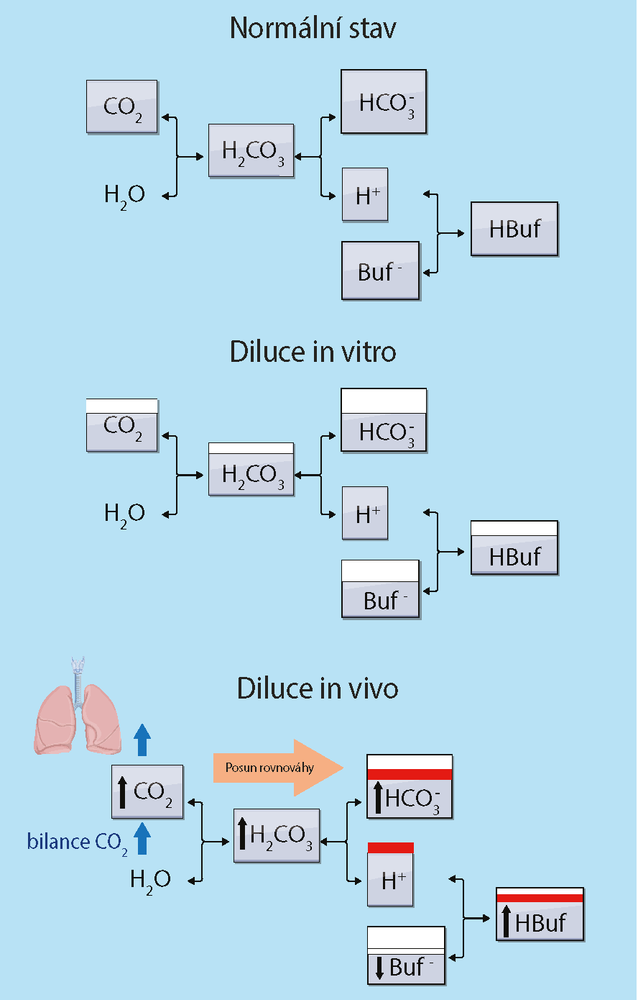 Normální stav
CO₂
HCO₃⁻
H₂CO₃
H₂O
H⁺
HBuf
Buf ⁻
Diluce in vitro
CO₂
HCO₃⁻
H₂CO₃
H₂O
H⁺
HBuf
Buf ⁻
Diluce in vivo
Posun rovnováhy
CO₂
HCO₃⁻
H₂CO₃
bilance CO₂
H₂O
H⁺
HBuf
Buf ⁻